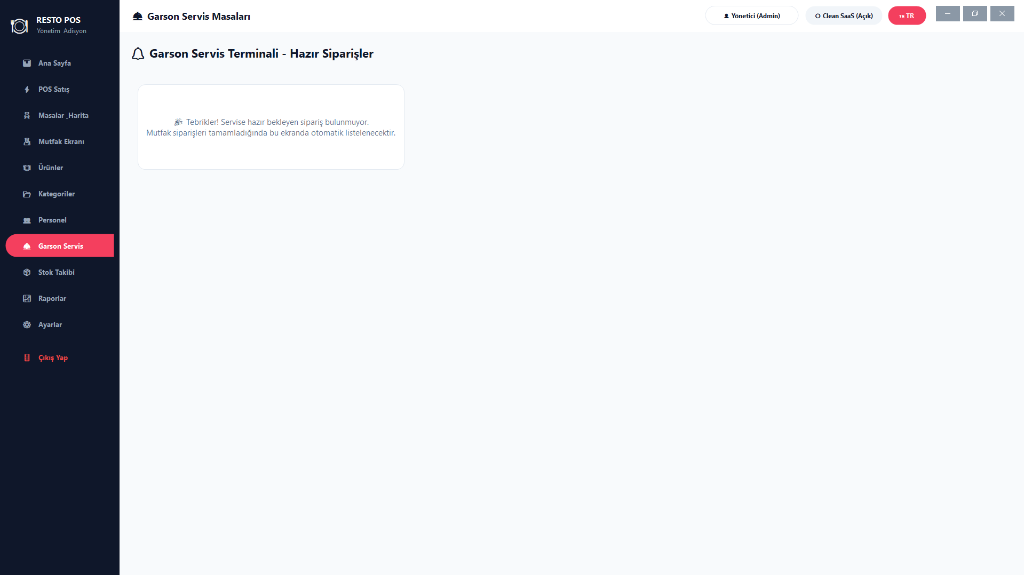 RESTO POS
Yönetim Adisyon
Ana Sayfa
POS Satış
Masalar _Harita
Mutfak Ekranı
Ürünler
Kategoriler
Personel
Garson Servis
Stok Takibi
Raporlar
Ayarlar
Çıkış Yap
Garson Servis Masaları
Yönetici (Admin)
Clean SaaS (Açık)
TR
Garson Servis Terminali - Hazır Siparişler
Tebrikler! Servise hazır bekleyen sipariş bulunmuyor.
Mutfak siparişleri tamamladığında bu ekranda otomatik listelenecektir.